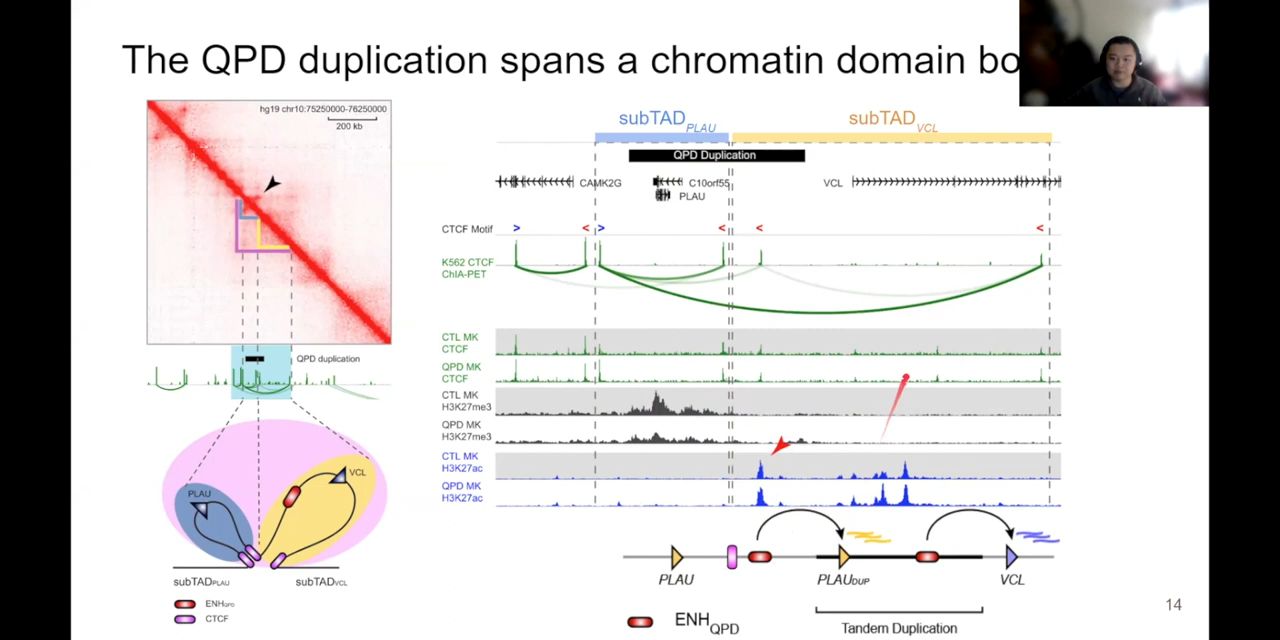 The QPD duplication spans a chromatin domain bo
hg19 chr10:75250000-76250000
200 kb
QPD duplication
PLAU
VCL
subTADPLAU
subTADVCL
ENHQPD
CTCF
subTADPLAU
subTADVCL
QPD Duplication
CAMK2G
C10orf55
VCL
PLAU
CTCF Motif
> < > < < <
K562 CTCF
ChIA-PET
CTL MK
CTCF
QPD MK
CTCF
CTL MK
H3K27me3
QPD MK
H3K27me3
CTL MK
H3K27ac
QPD MK
H3K27ac
PLAU
PLAUDUP
VCL
ENHQPD
Tandem Duplication
14